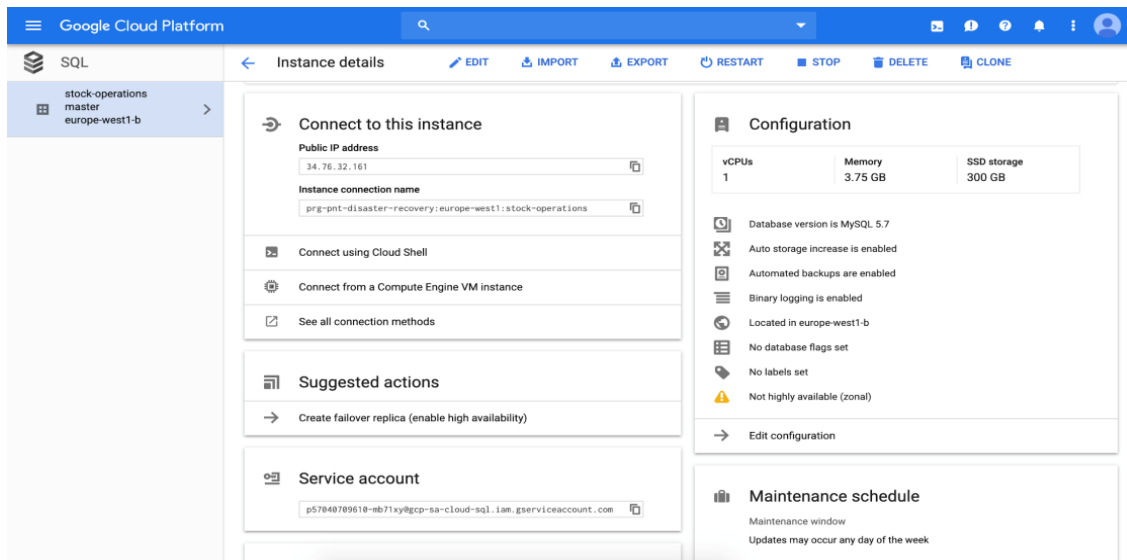 Google Cloud Platform
SQL
Instance details
EDIT
IMPORT
EXPORT
RESTART
STOP
DELETE
CLONE
stock-operations
master
europe-west1-b
Connect to this instance
Public IP address
34.76.32.161
Instance connection name
prg-pnt-disaster-recovery:europe-west1:stock-operations
Connect using Cloud Shell
Connect from a Compute Engine VM instance
See all connection methods
Suggested actions
Create failover replica (enable high availability)
Service account
p57040709610-mb71xy@gcp-sa-cloud-sql.iam.gserviceaccount.com
Configuration
vCPUs
1
Memory
3.75 GB
SSD storage
300 GB
Database version is MySQL 5.7
Auto storage increase is enabled
Automated backups are enabled
Binary logging is enabled
Located in europe-west1-b
No database flags set
No labels set
Not highly available (zonal)
Edit configuration
Maintenance schedule
Maintenance window
Updates may occur any day of the week